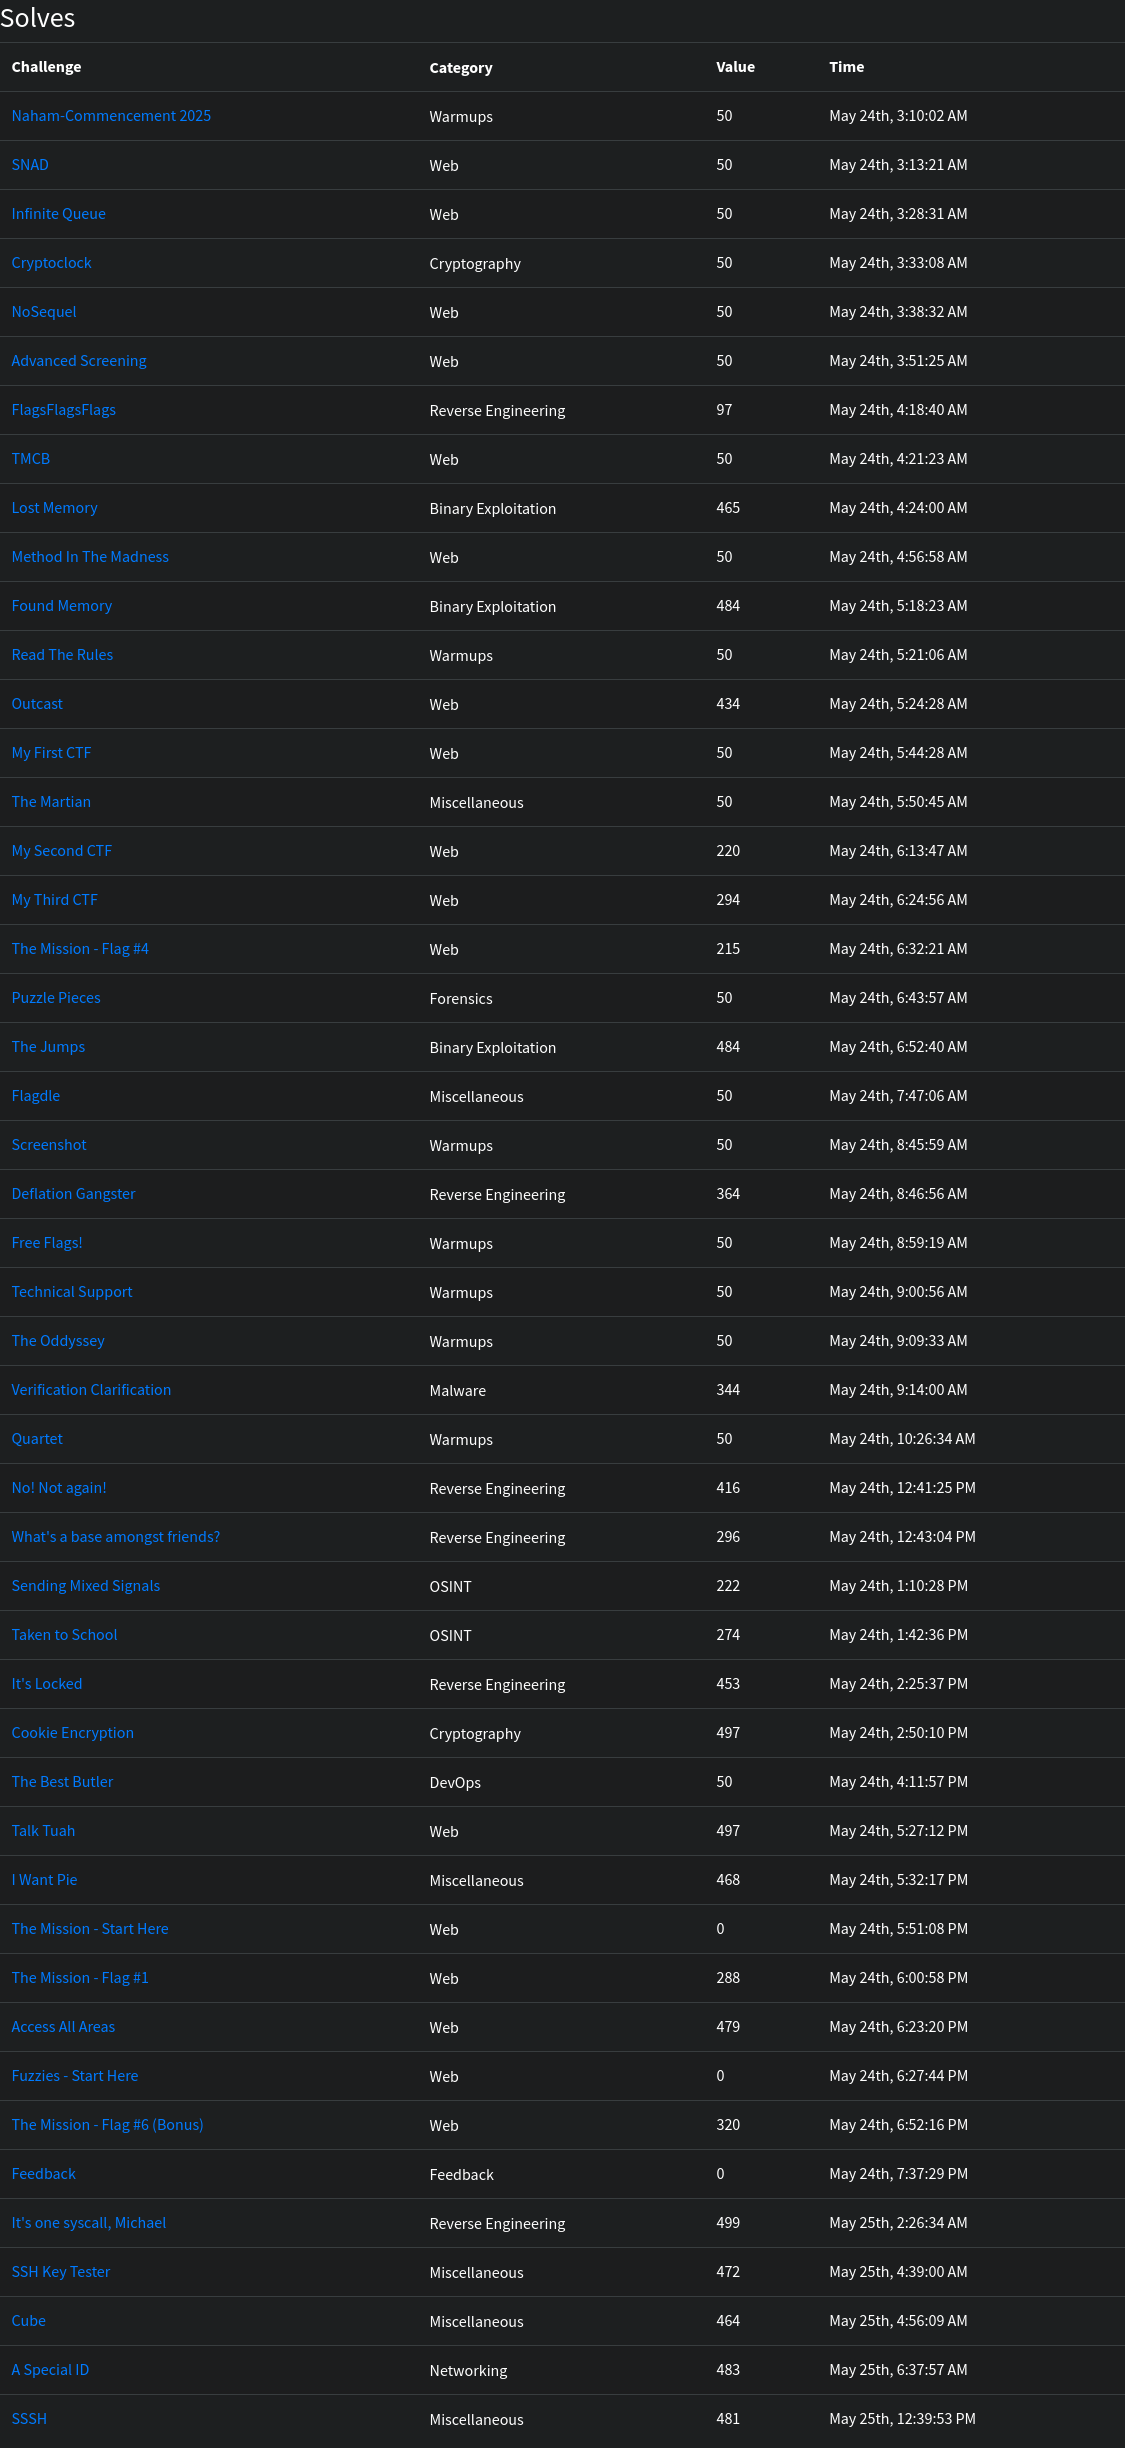 Solves
Challenge Category Value Time
Naham-Commencement 2025 Warmups 50 May 24th, 3:10:02 AM
SNAD Web 50 May 24th, 3:13:21 AM
Infinite Queue Web 50 May 24th, 3:28:31 AM
Cryptoclock Cryptography 50 May 24th, 3:33:08 AM
NoSequel Web 50 May 24th, 3:38:32 AM
Advanced Screening Web 50 May 24th, 3:51:25 AM
FlagsFlagsFlags Reverse Engineering 97 May 24th, 4:18:40 AM
TMCB Web 50 May 24th, 4:21:23 AM
Lost Memory Binary Exploitation 465 May 24th, 4:24:00 AM
Method In The Madness Web 50 May 24th, 4:56:58 AM
Found Memory Binary Exploitation 484 May 24th, 5:18:23 AM
Read The Rules Warmups 50 May 24th, 5:21:06 AM
Outcast Web 434 May 24th, 5:24:28 AM
My First CTF Web 50 May 24th, 5:44:28 AM
The Martian Miscellaneous 50 May 24th, 5:50:45 AM
My Second CTF Web 220 May 24th, 6:13:47 AM
My Third CTF Web 294 May 24th, 6:24:56 AM
The Mission - Flag #4 Web 215 May 24th, 6:32:21 AM
Puzzle Pieces Forensics 50 May 24th, 6:43:57 AM
The Jumps Binary Exploitation 484 May 24th, 6:52:40 AM
Flagdle Miscellaneous 50 May 24th, 7:47:06 AM
Screenshot Warmups 50 May 24th, 8:45:59 AM
Deflation Gangster Reverse Engineering 364 May 24th, 8:46:56 AM
Free Flags! Warmups 50 May 24th, 8:59:19 AM
Technical Support Warmups 50 May 24th, 9:00:56 AM
The Oddyssey Warmups 50 May 24th, 9:09:33 AM
Verification Clarification Malware 344 May 24th, 9:14:00 AM
Quartet Warmups 50 May 24th, 10:26:34 AM
No! Not again! Reverse Engineering 416 May 24th, 12:41:25 PM
What's a base amongst friends? Reverse Engineering 296 May 24th, 12:43:04 PM
Sending Mixed Signals OSINT 222 May 24th, 1:10:28 PM
Taken to School OSINT 274 May 24th, 1:42:36 PM
It's Locked Reverse Engineering 453 May 24th, 2:25:37 PM
Cookie Encryption Cryptography 497 May 24th, 2:50:10 PM
The Best Butler DevOps 50 May 24th, 4:11:57 PM
Talk Tuah Web 497 May 24th, 5:27:12 PM
I Want Pie Miscellaneous 468 May 24th, 5:32:17 PM
The Mission - Start Here Web 0 May 24th, 5:51:08 PM
The Mission - Flag #1 Web 288 May 24th, 6:00:58 PM
Access All Areas Web 479 May 24th, 6:23:20 PM
Fuzzies - Start Here Web 0 May 24th, 6:27:44 PM
The Mission - Flag #6 (Bonus) Web 320 May 24th, 6:52:16 PM
Feedback Feedback 0 May 24th, 7:37:29 PM
It's one syscall, Michael Reverse Engineering 499 May 25th, 2:26:34 AM
SSH Key Tester Miscellaneous 472 May 25th, 4:39:00 AM
Cube Miscellaneous 464 May 25th, 4:56:09 AM
A Special ID Networking 483 May 25th, 6:37:57 AM
SSSH Miscellaneous 481 May 25th, 12:39:53 PM